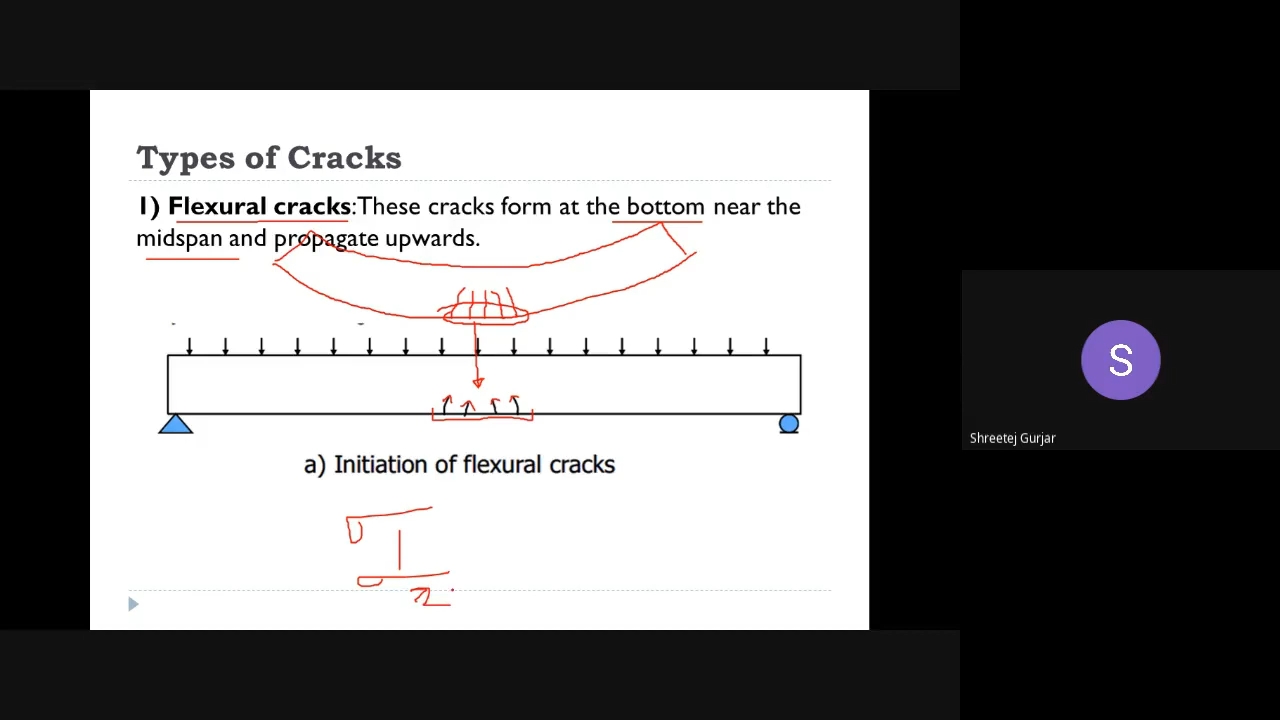 Types of Cracks
1) Flexural cracks:These cracks form at the bottom near the
midspan and propagate upwards.
a) Initiation of flexural cracks
S
Shreetej Gurjar